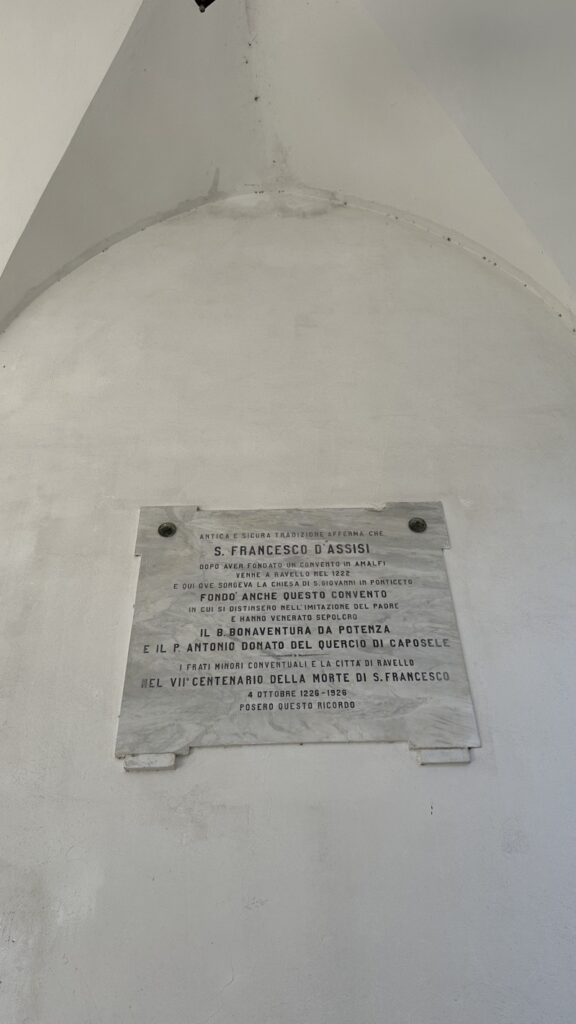 ANTICA E SICURA TRADIZIONE AFFERMA CHE
S. FRANCESCO D'ASSISI
DOPO AVER FONDATO UN CONVENTO IN AMALFI
VENNE A RAVELLO NEL 1222
E QUI OVE SORGEVA LA CHIESA DI S. GIOVANNI IN PONTICETO
FONDO' ANCHE QUESTO CONVENTO
IN CUI SI DISTINSERO NELL'IMITAZIONE DEL PADRE
E HANNO VENERATO SEPOLCRO
IL B. BONAVENTURA DA POTENZA
E IL P. ANTONIO DONATO DEL QUERCIO DI CAPOSELE
I FRATI MINORI CONVENTUALI E LA CITTA' DI RAVELLO
NEL VII° CENTENARIO DELLA MORTE DI S. FRANCESCO
4 OTTOBRE 1226-1926
POSERO QUESTO RICORDO